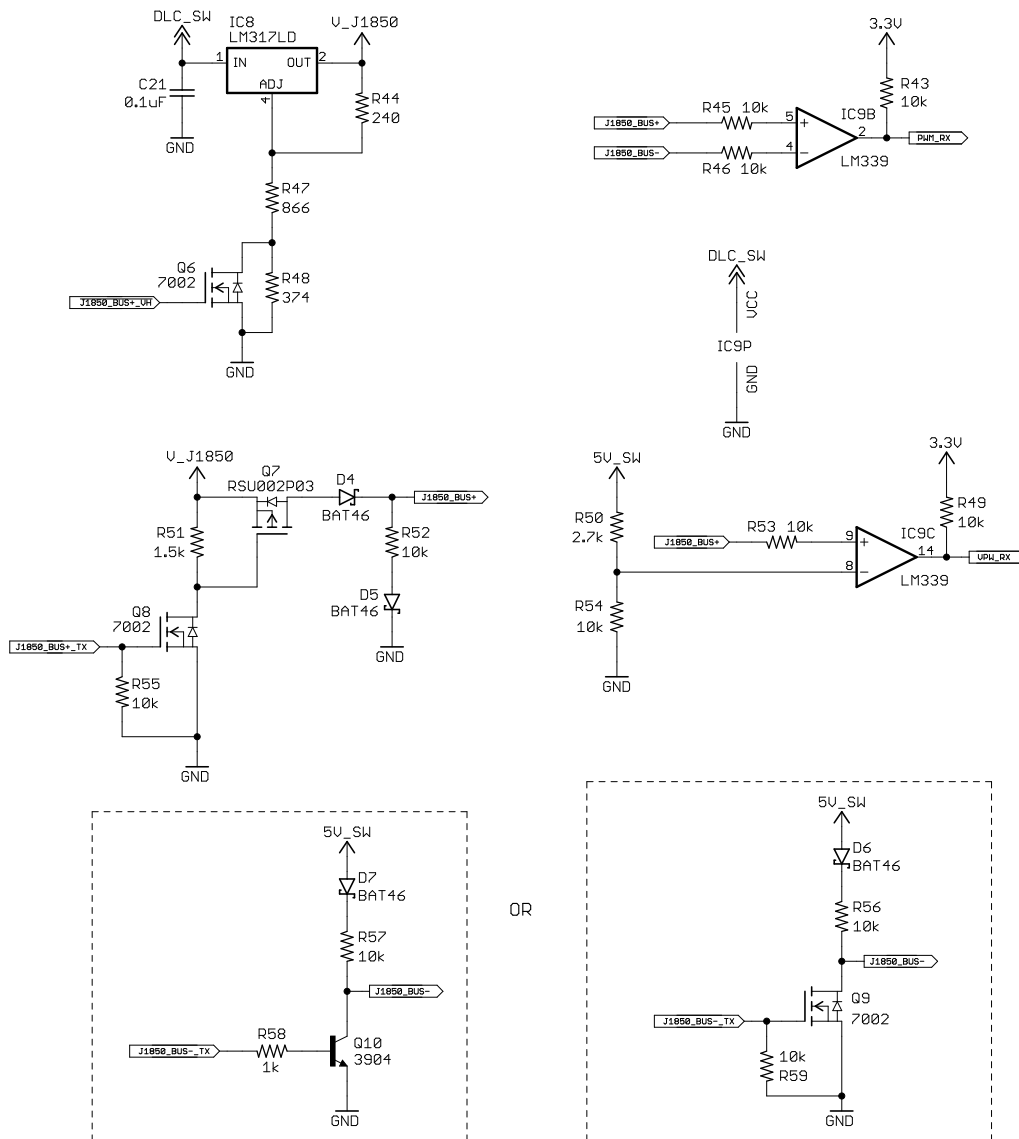 DLC_SW
IC8
LM317LD
V_J1850
1
IN
OUT
2
ADJ
4
C21
0.1uF
GND
R44
240
R47
866
Q6
7002
R48
374
J1850_BUS+_VH
GND
3.3V
R43
10k
R45 10k
IC9B
J1850_BUS+
5
+
2
PWM_RX
J1850_BUS-
4
-
R46 10k
LM339
DLC_SW
VCC
IC9P
GND
GND
V_J1850
Q7
RSU002P03
D4
BAT46
J1850_BUS+
R51
1.5k
R52
10k
D5
BAT46
GND
Q8
7002
J1850_BUS+_TX
R55
10k
GND
5V_SW
3.3V
R50
2.7k
R49
10k
R53 10k
IC9C
J1850_BUS+
9
+
14
VPW_RX
8
-
LM339
R54
10k
GND
5V_SW
D7
BAT46
R57
10k
J1850_BUS-
R58
1k
J1850_BUS-_TX
Q10
3904
GND
OR
5V_SW
D6
BAT46
R56
10k
J1850_BUS-
Q9
7002
J1850_BUS-_TX
10k
R59
GND